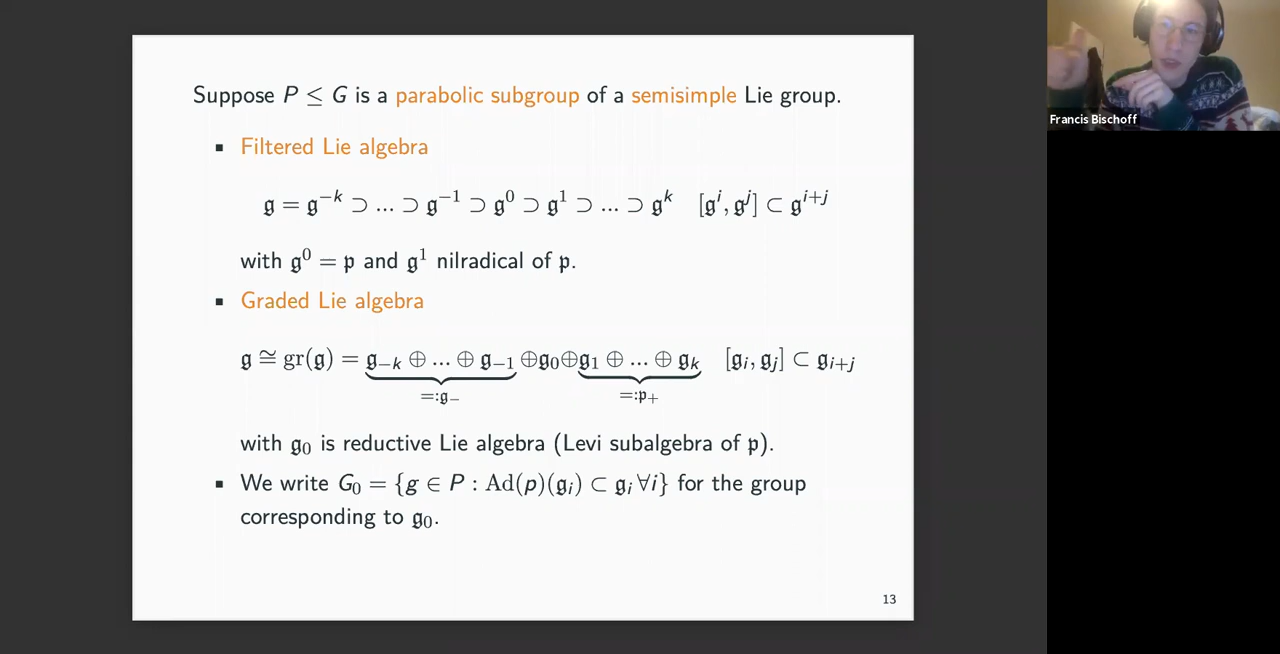 Suppose P ≤ G is a parabolic subgroup of a semisimple Lie group.
▪ Filtered Lie algebra
𝔤 = 𝔤^{-k} ⊃ ... ⊃ 𝔤^{-1} ⊃ 𝔤^0 ⊃ 𝔤^1 ⊃ ... ⊃ 𝔤^k [𝔤^i, 𝔤^j] ⊂ 𝔤^{i+j}
with 𝔤^0 = 𝔭 and 𝔤^1 nilradical of 𝔭.
▪ Graded Lie algebra
𝔤 ≅ gr(𝔤) = 𝔤_{-k} ⊕ ... ⊕ 𝔤_{-1} ⊕ 𝔤_0 ⊕ 𝔤_1 ⊕ ... ⊕ 𝔤_k [𝔤_i, 𝔤_j] ⊂ 𝔤_{i+j}
=:𝔤_- =:𝔭_+
with 𝔤_0 is reductive Lie algebra (Levi subalgebra of 𝔭).
▪ We write G_0 = {g ∈ P : Ad(p)(𝔤_i) ⊂ 𝔤_i ∀i} for the group
corresponding to 𝔤_0.
13
Francis Bischoff